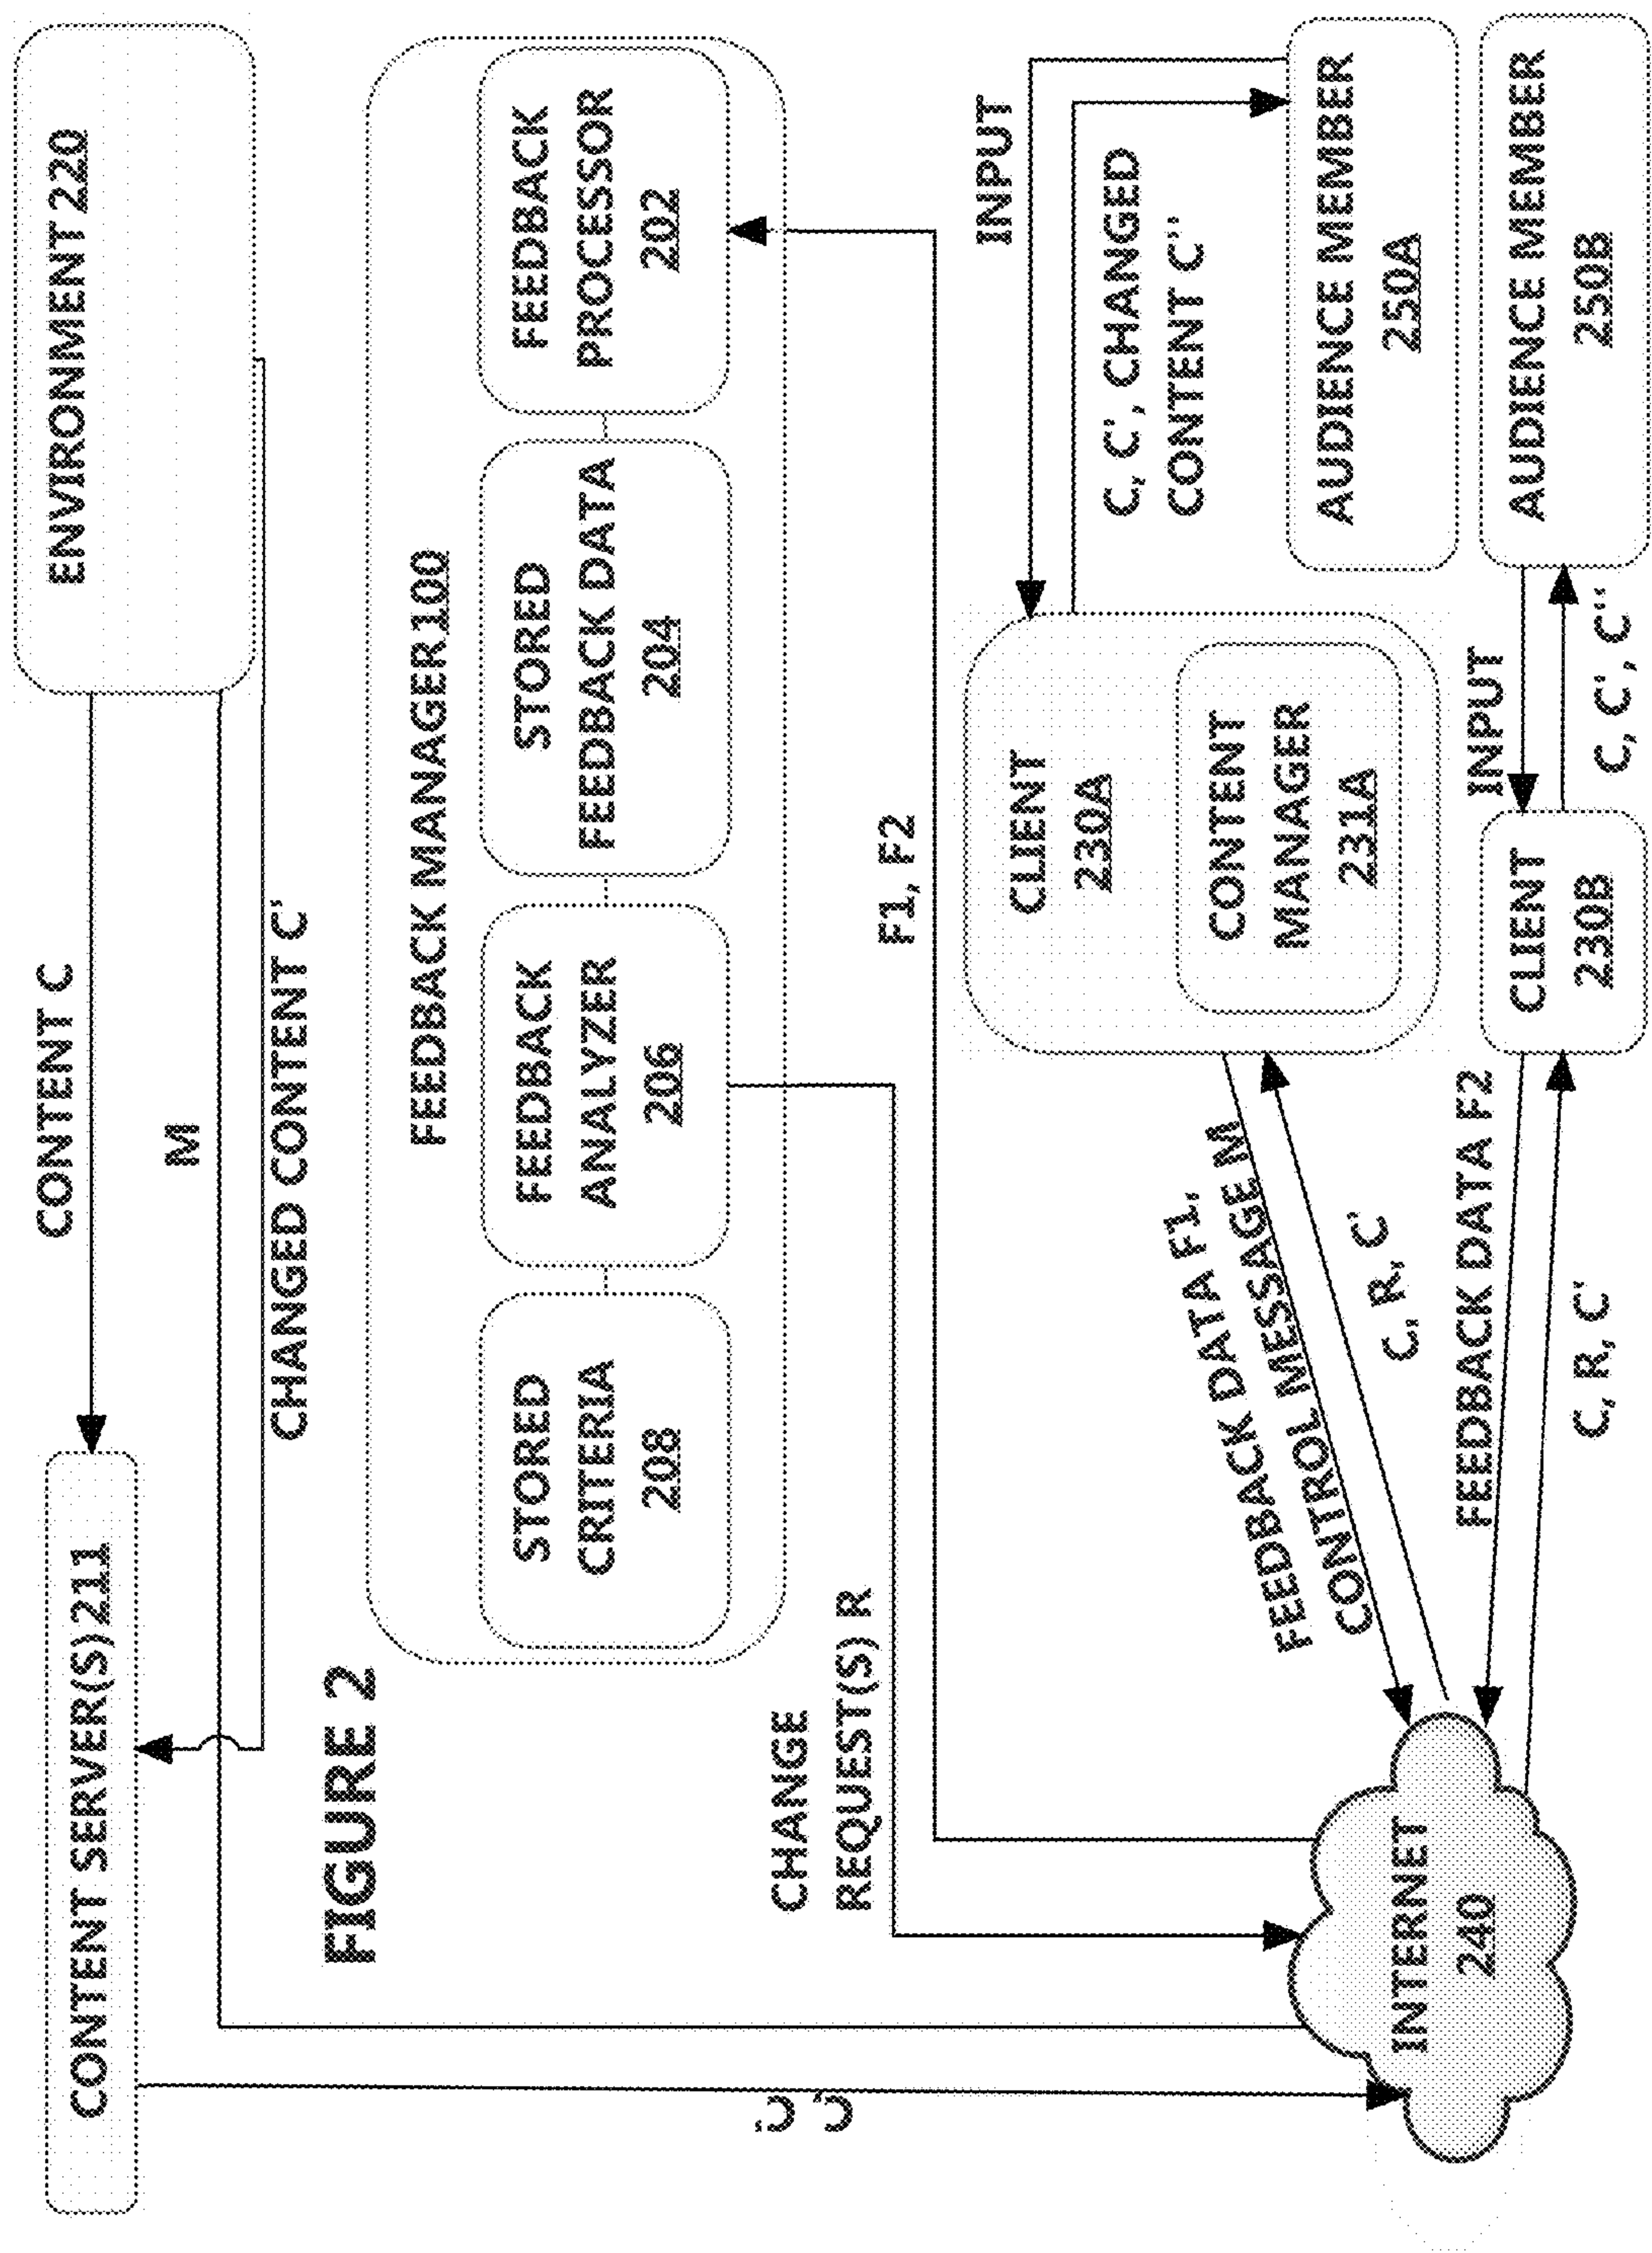 CONTENT SERVER(S) 211
CONTENT C
ENVIRONMENT 220
M
CHANGED CONTENT C'
FIGURE 2
FEEDBACK MANAGER 100
STORED
CRITERIA
208
FEEDBACK
ANALYZER
206
STORED
FEEDBACK DATA
204
FEEDBACK
PROCESSOR
202
CHANGE
REQUEST(S) R
F1, F2
C, C'
INPUT
C, C', CHANGED
CONTENT C''
CLIENT
230A
CONTENT
MANAGER
231A
AUDIENCE MEMBER
250A
FEEDBACK DATA F1,
CONTROL MESSAGE M
C, R, C'
INTERNET
240
FEEDBACK DATA F2
C, R, C'
CLIENT
230B
INPUT
C, C', C''
AUDIENCE MEMBER
250B